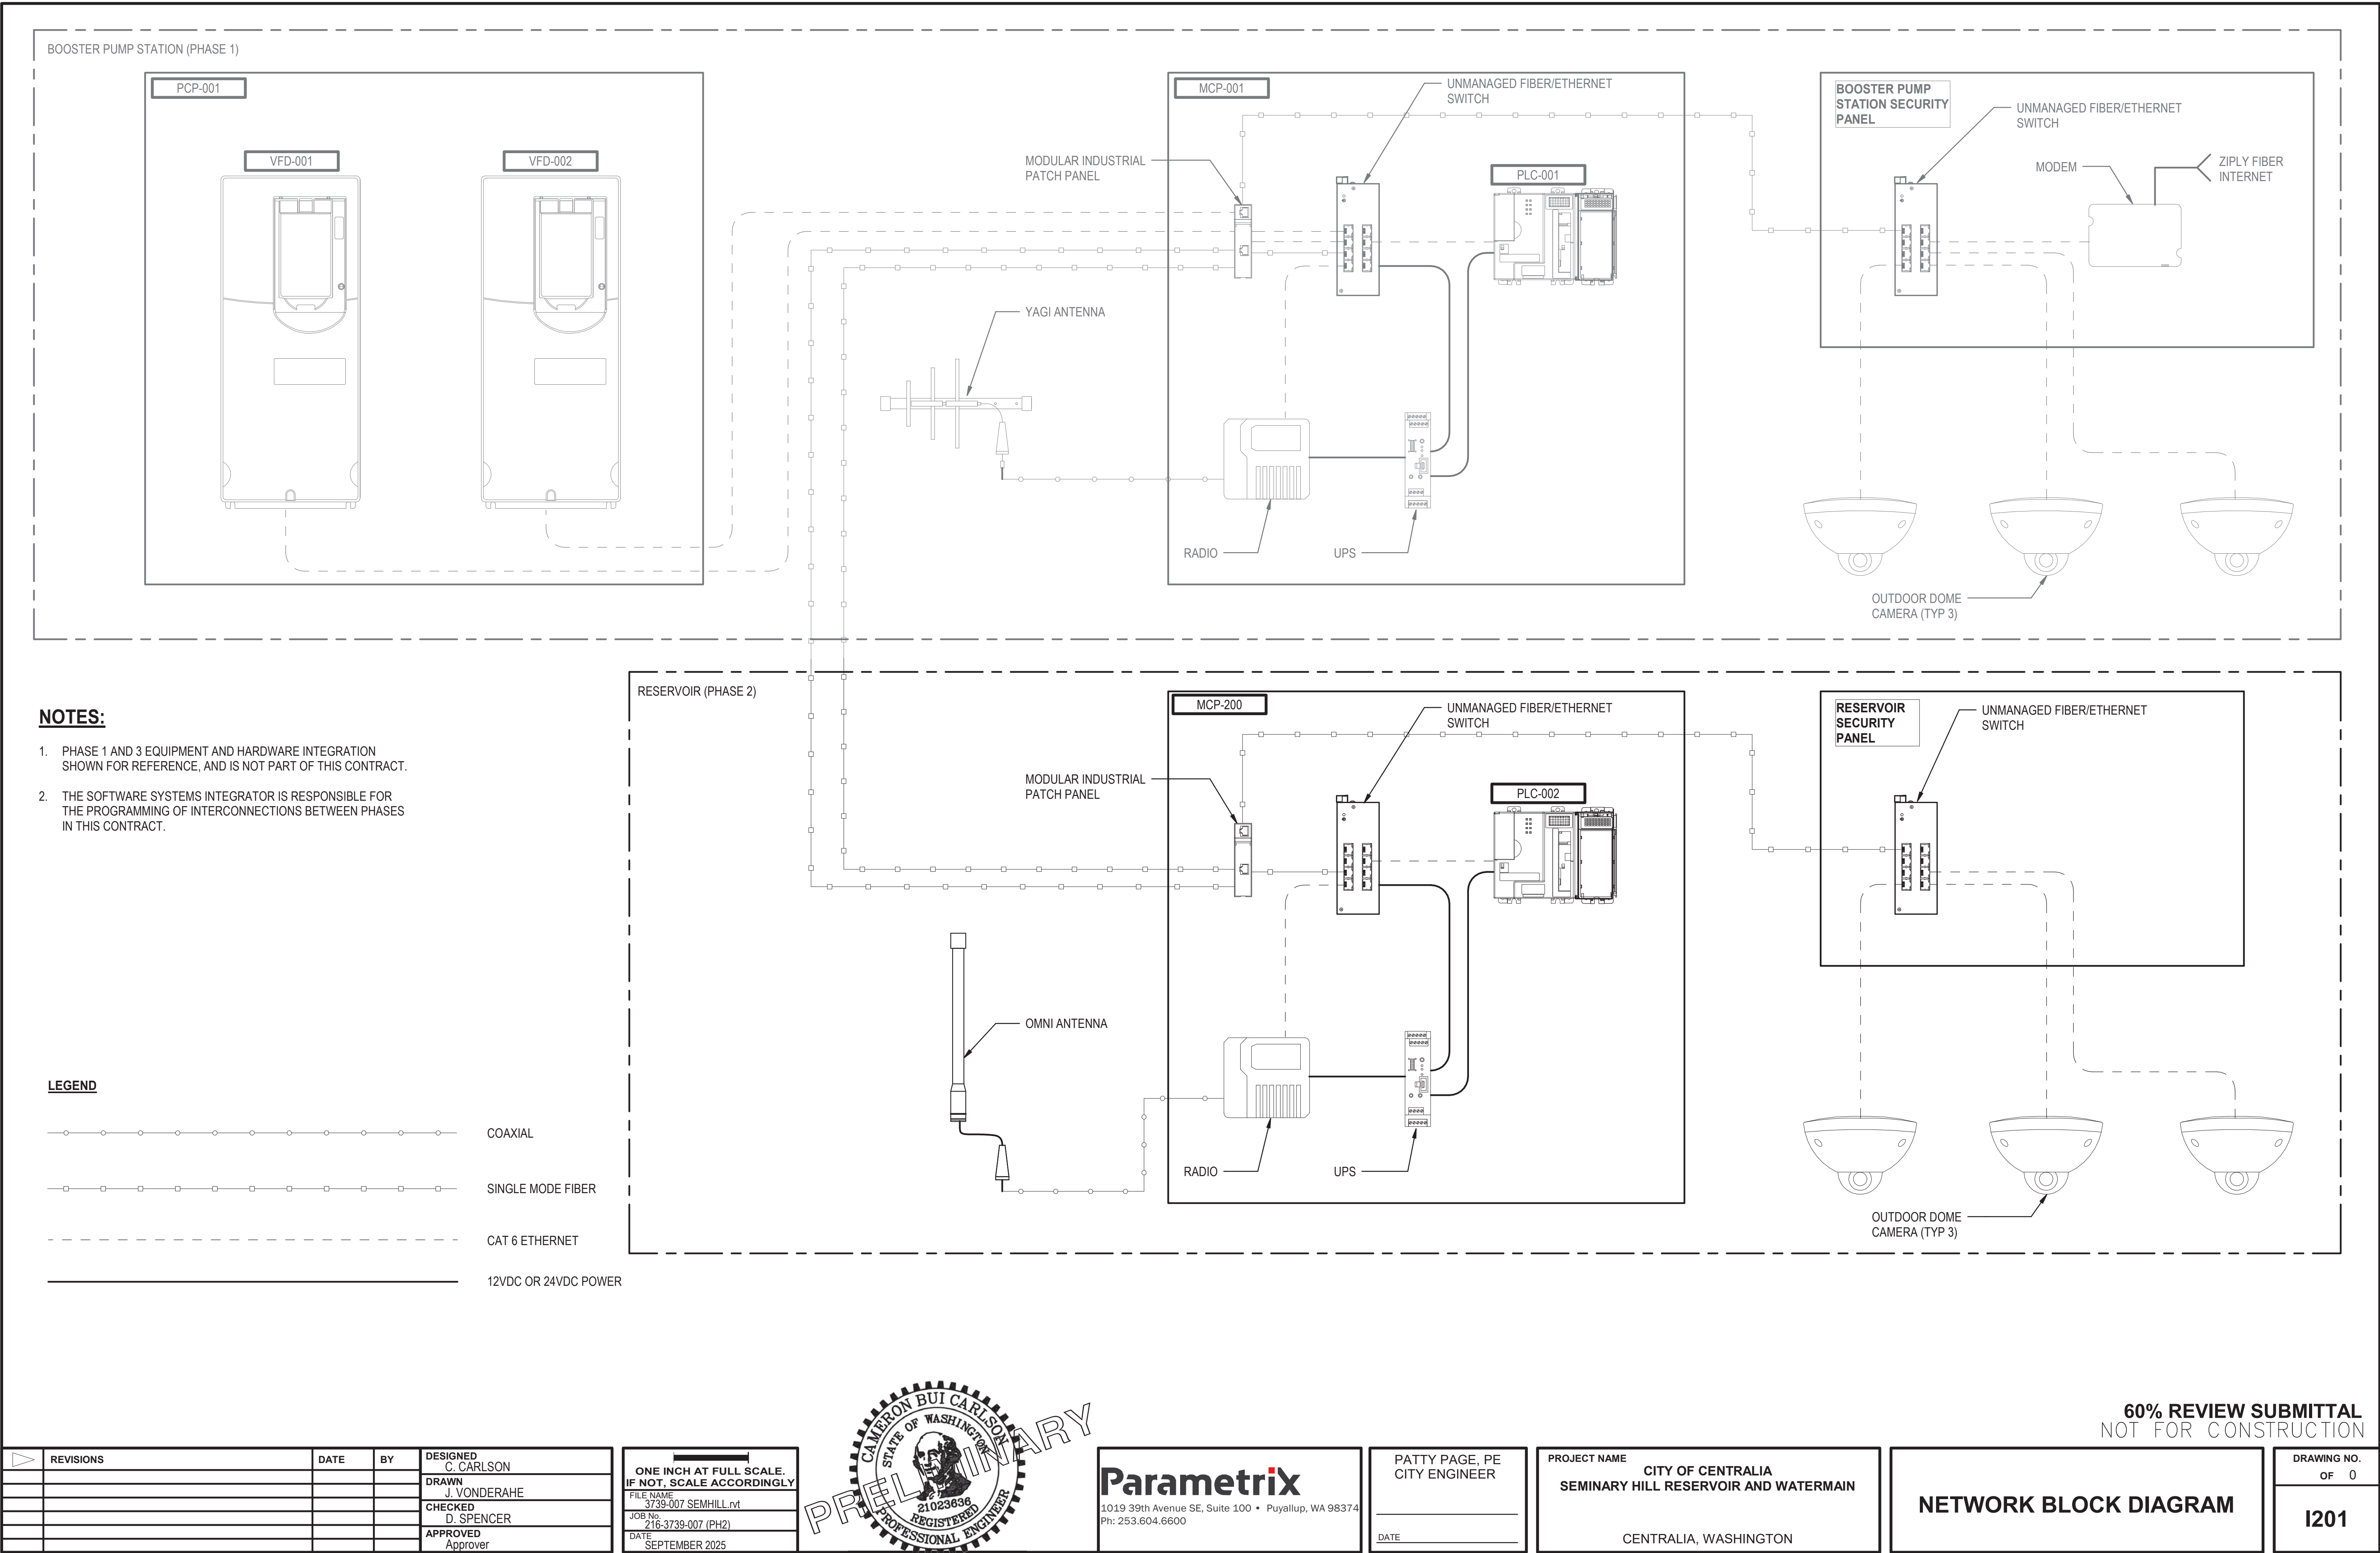 BOOSTER PUMP STATION (PHASE 1)
PCP-001
VFD-001
VFD-002
MCP-001
UNMANAGED FIBER/ETHERNET
SWITCH
MODULAR INDUSTRIAL
PATCH PANEL
PLC-001
YAGI ANTENNA
RADIO
UPS
BOOSTER PUMP
STATION SECURITY
PANEL
UNMANAGED FIBER/ETHERNET
SWITCH
MODEM
ZIPLY FIBER
INTERNET
OUTDOOR DOME
CAMERA (TYP 3)
NOTES:
1. PHASE 1 AND 3 EQUIPMENT AND HARDWARE INTEGRATION
SHOWN FOR REFERENCE, AND IS NOT PART OF THIS CONTRACT.
2. THE SOFTWARE SYSTEMS INTEGRATOR IS RESPONSIBLE FOR
THE PROGRAMMING OF INTERCONNECTIONS BETWEEN PHASES
IN THIS CONTRACT.
RESERVOIR (PHASE 2)
MCP-200
UNMANAGED FIBER/ETHERNET
SWITCH
MODULAR INDUSTRIAL
PATCH PANEL
PLC-002
OMNI ANTENNA
RADIO
UPS
RESERVOIR
SECURITY
PANEL
UNMANAGED FIBER/ETHERNET
SWITCH
OUTDOOR DOME
CAMERA (TYP 3)
LEGEND
COAXIAL
SINGLE MODE FIBER
CAT 6 ETHERNET
12VDC OR 24VDC POWER
60% REVIEW SUBMITTAL
NOT FOR CONSTRUCTION
REVISIONS DATE BY
DESIGNED
C. CARLSON
DRAWN
J. VONDERAHE
CHECKED
D. SPENCER
APPROVED
Approver
ONE INCH AT FULL SCALE.
IF NOT, SCALE ACCORDINGLY
FILE NAME
3739-007 SEMHILL.rvt
JOB No.
216-3739-007 (PH2)
DATE
SEPTEMBER 2025
CAMERON BUI CARLSON
STATE OF WASHINGTON
21023636
REGISTERED
PROFESSIONAL ENGINEER
PRELIMINARY
Parametrix
1019 39th Avenue SE, Suite 100 • Puyallup, WA 98374
Ph: 253.604.6600
PATTY PAGE, PE
CITY ENGINEER
DATE
PROJECT NAME
CITY OF CENTRALIA
SEMINARY HILL RESERVOIR AND WATERMAIN
CENTRALIA, WASHINGTON
NETWORK BLOCK DIAGRAM
DRAWING NO.
OF 0
I201